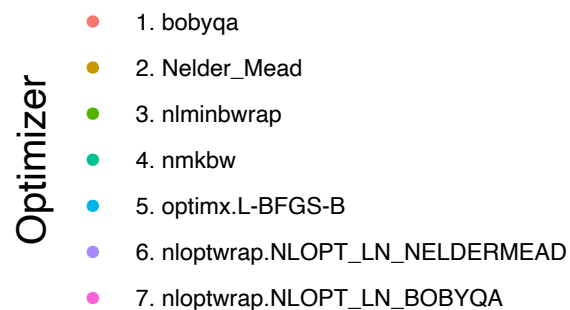 Optimizer
1. bobyqa
2. Nelder_Mead
3. nlminbwrap
4. nmkbw
5. optimx.L-BFGS-B
6. nloptwrap.NLOPT_LN_NELDERMEAD
7. nloptwrap.NLOPT_LN_BOBYQA